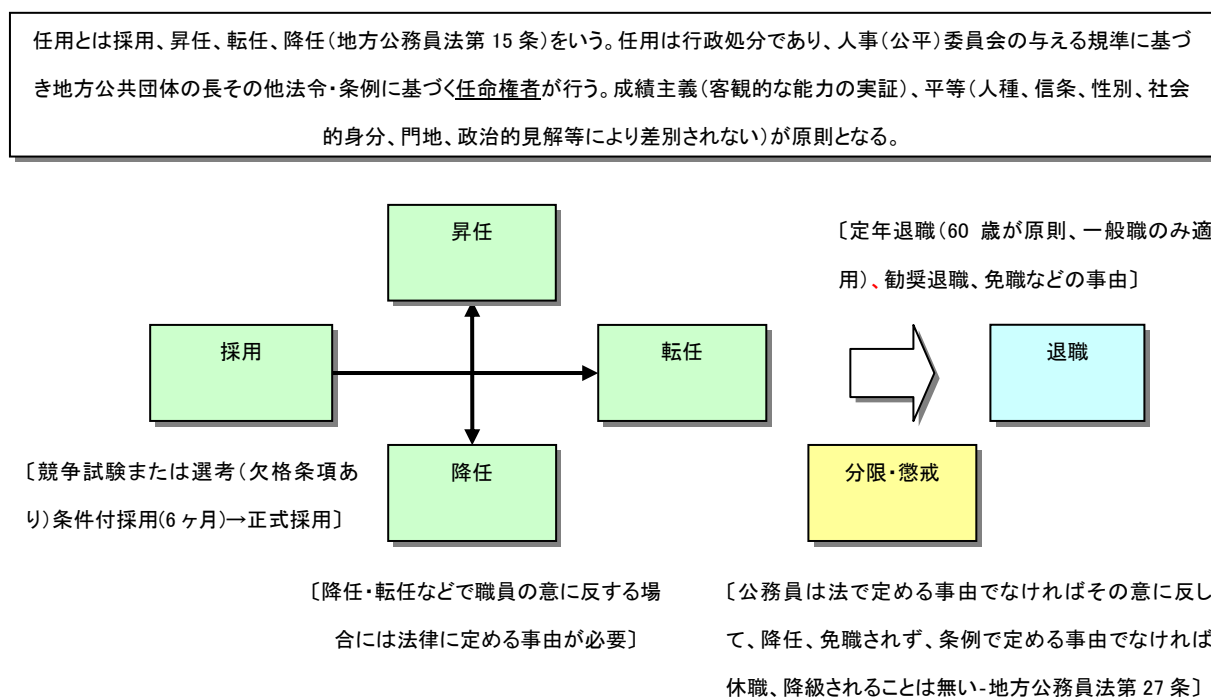 任用とは採用、昇任、転任、降任(地方公務員法第 15 条)をいう。任用は行政処分であり、人事(公平)委員会の与える規準に基づ
き地方公共団体の長その他法令・条例に基づく任命権者が行う。成績主義(客観的な能力の実証)、平等(人種、信条、性別、社会
的身分、門地、政治的見解等により差別されない)が原則となる。
昇任
〔定年退職(60 歳が原則、一般職のみ適
用)、勧奨退職、免職などの事由〕
採用
転任
退職
〔競争試験または選考(欠格条項あ
り)条件付採用(6 ヶ月)→正式採用〕
降任
分限・懲戒
〔降任・転任などで職員の意に反する場
合には法律に定める事由が必要〕
〔公務員は法で定める事由でなければその意に反し
て、降任、免職されず、条例で定める事由でなければ
休職、降級されることは無い-地方公務員法第 27 条〕